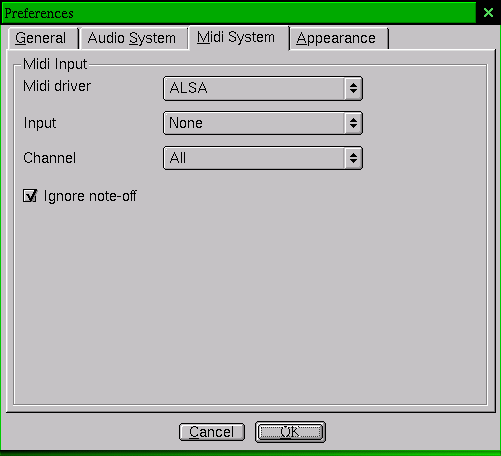 Preferences
General Audio System Midi System Appearance
Midi Input
Midi driver ALSA
Input None
Channel All
Ignore note-off
Cancel OK